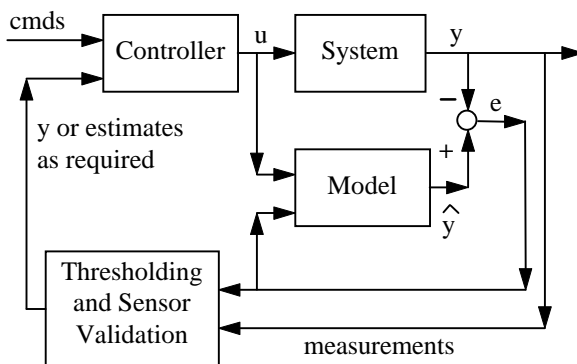 cmds
Controller
u
System
y
−
e
+
y or estimates
as required
Model
ŷ
Thresholding
and Sensor
Validation
measurements